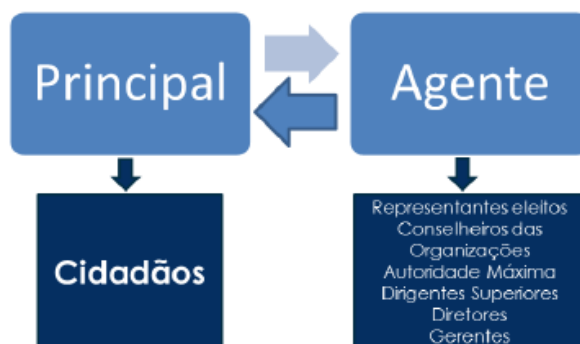 Principal
Agente
Cidadãos
Representantes eleitos
Conselheiros das
Organizações
Autoridade Máxima
Dirigentes Superiores
Diretores
Gerentes